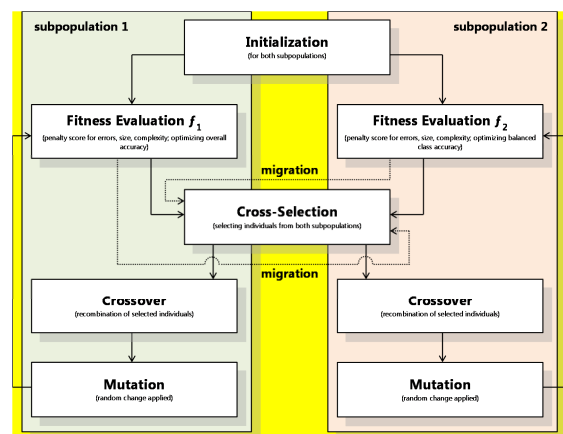 subpopulation 1
subpopulation 2
Initialization
(for both subpopulations)
Fitness Evaluation ƒ1
(penalty score for errors, size, complexity; optimizing overall
accuracy)
Fitness Evaluation ƒ2
(penalty score for errors, size, complexity; optimizing balanced
class accuracy)
migration
Cross-Selection
(selecting individuals from both subpopulations)
migration
Crossover
(recombination of selected individuals)
Crossover
(recombination of selected individuals)
Mutation
(random change applied)
Mutation
(random change applied)